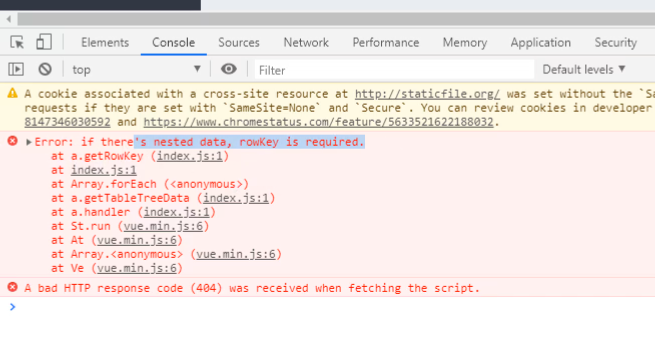 Elements Console Sources Network Performance Memory Application Security
top Filter Default levels
A cookie associated with a cross-site resource at http://staticfile.org/ was set without the `Sa
requests if they are set with `SameSite=None` and `Secure`. You can review cookies in developer
8147346030592 and https://www.chromestatus.com/feature/5633521622188032.
Error: if there's nested data, rowKey is required.
at a.getRowKey (index.js:1)
at index.js:1
at Array.forEach (<anonymous>)
at a.getTableTreeData (index.js:1)
at a.handler (index.js:1)
at St.run (vue.min.js:6)
at At (vue.min.js:6)
at Array.<anonymous> (vue.min.js:6)
at Ve (vue.min.js:6)
A bad HTTP response code (404) was received when fetching the script.